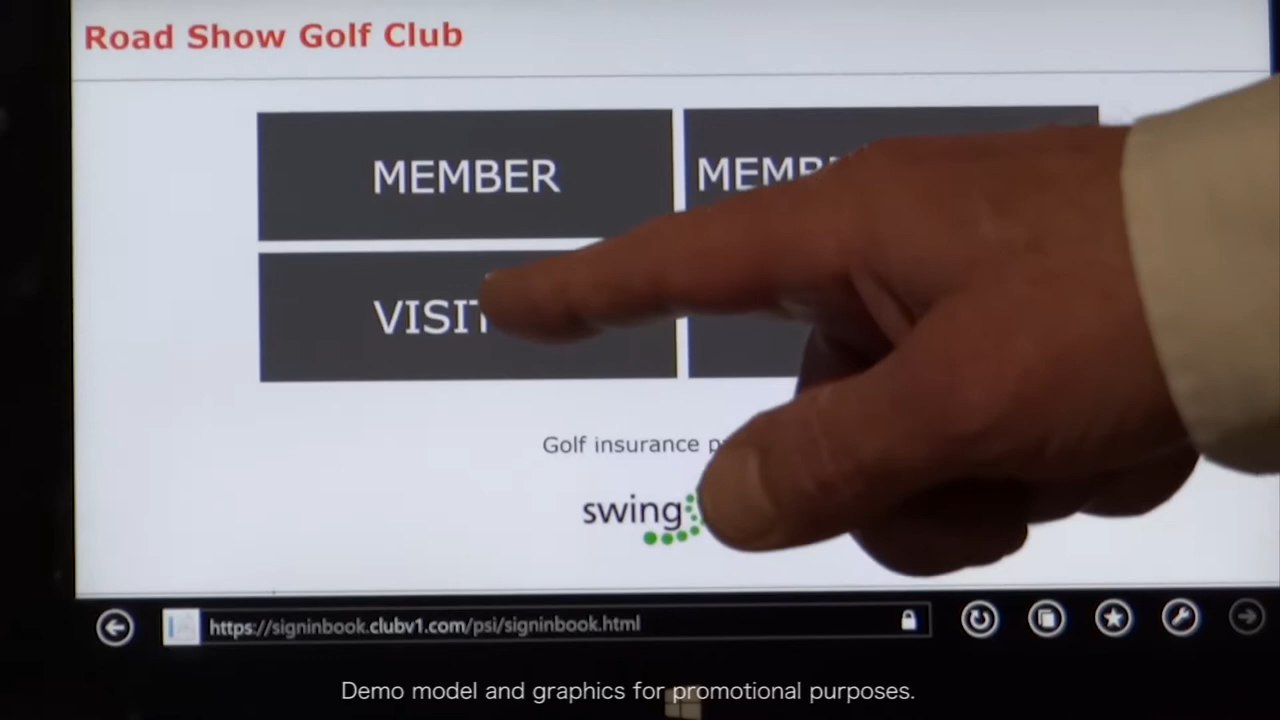 Road Show Golf Club
MEMBER
VISIT
Golf insurance
swing
https://signinbook.clubv1.com/psi/signinbook.html
Demo model and graphics for promotional purposes.